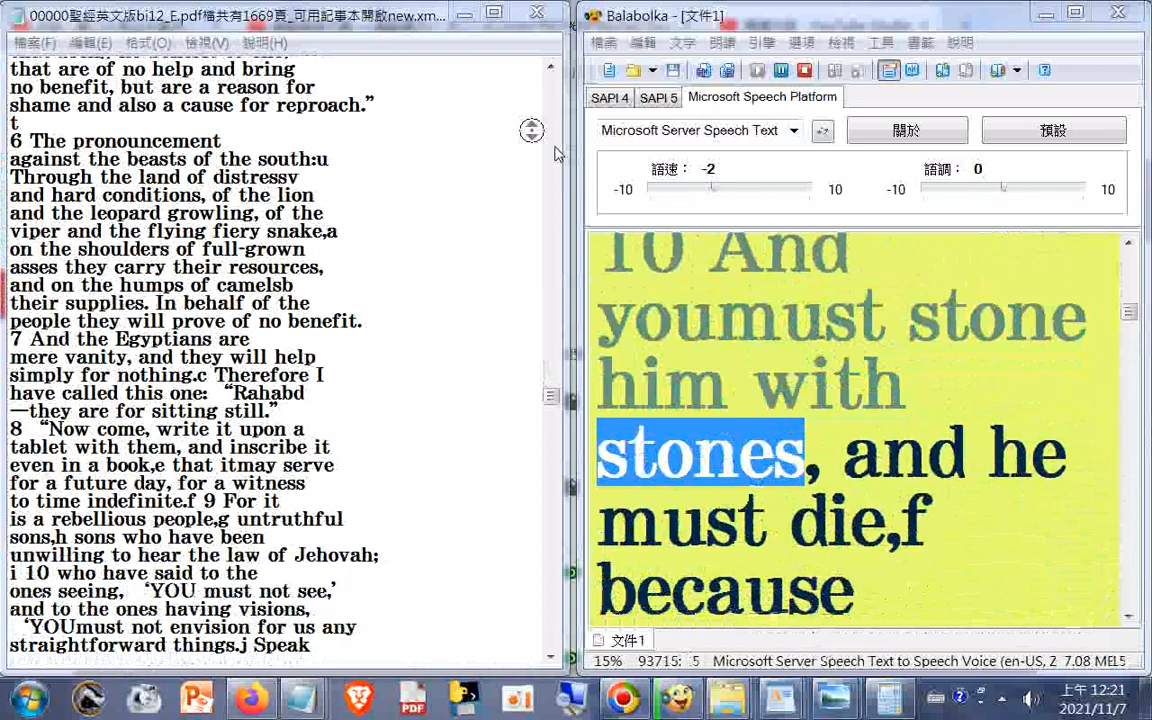 00000聖經英文版bi12_E.pdf檔共有1669頁_可用記事本開啟new.xm...
檔案(F) 編輯(E) 格式(O) 檢視(V) 說明(H)
that are of no help and bring
no benefit, but are a reason for
shame and also a cause for reproach.”
t
6 The pronouncement
against the beasts of the south:u
Through the land of distressv
and hard conditions, of the lion
and the leopard growling, of the
viper and the flying fiery snake,a
on the shoulders of full-grown
asses they carry their resources,
and on the humps of camelsb
their supplies. In behalf of the
people they will prove of no benefit.
7 And the Egyptians are
mere vanity, and they will help
simply for nothing.c Therefore I
have called this one: “Rahabd
—they are for sitting still.”
8 “Now come, write it upon a
tablet with them, and inscribe it
even in a book,e that itmay serve
for a future day, for a witness
to time indefinite.f 9 For it
is a rebellious people,g untruthful
sons,h sons who have been
unwilling to hear the law of Jehovah;
i 10 who have said to the
ones seeing, ‘YOU must not see,’
and to the ones having visions,
‘YOUmust not envision for us any
straightforward things.j Speak
Balabolka - [文件1]
檔案 編輯 文字 朗讀 引擎 選項 檢視 工具 書籤 說明
SAPI 4 SAPI 5 Microsoft Speech Platform
Microsoft Server Speech Text 關於 預設
語速： -2 語調： 0
-10 10 -10 10
10 And
youmust stone
him with
stones, and he
must die,f
because
文件1
15% 93715: 5 Microsoft Server Speech Text to Speech Voice (en-US, 2 7.08 МЕБ
上午 12:21
2021/11/7